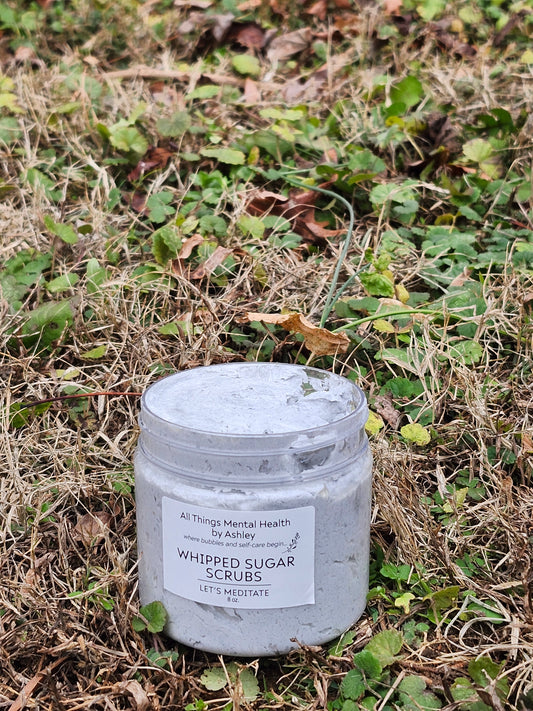 All Things Mental Health
by Ashley
where bubbles and self-care begin...
WHIPPED SUGAR
SCRUBS
LET'S MEDITATE
8 oz.